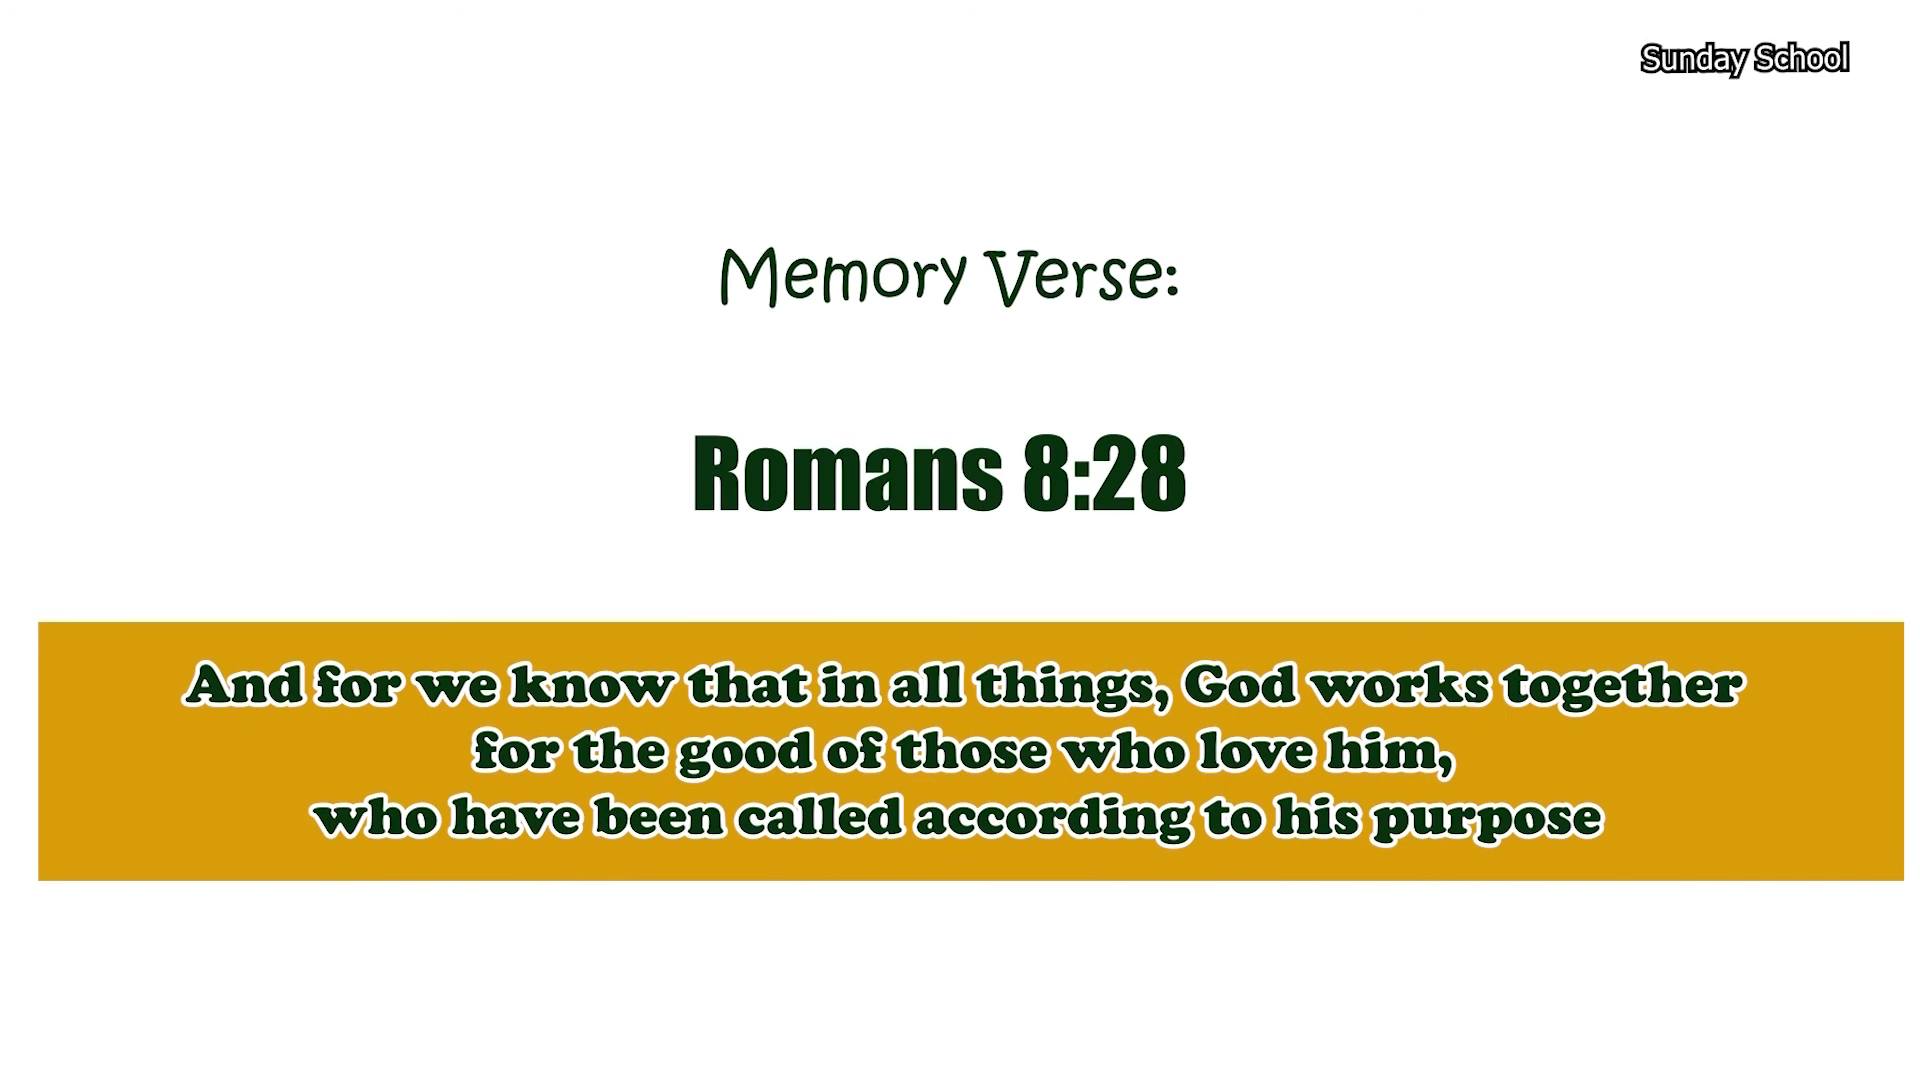 Sunday School
Memory Verse:
Romans 8:28
And for we know that in all things, God works together
for the good of those who love him,
who have been called according to his purpose